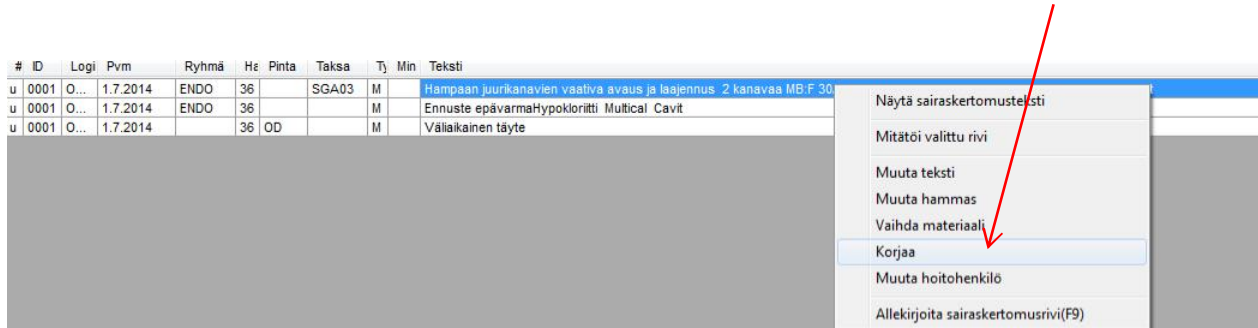 # ID Logi Pvm Ryhmä Ha Pinta Taksa Ty Min Teksti
u 0001 O... 1.7.2014 ENDO 36 SGA03 M Hampaan juurikanavien vaativa avaus ja laajennus 2 kanavaa MB:F 30
u 0001 O... 1.7.2014 ENDO 36 M Ennuste epävarmaHypokloriitti Multical Cavit
u 0001 O... 1.7.2014 36 OD M Väliaikainen täyte
Näytä sairaskertomusteksti
Mitätöi valittu rivi
Muuta teksti
Muuta hammas
Vaihda materiaali
Korjaa
Muuta hoitohenkilö
Allekirjoita sairaskertomusrivi(F9)